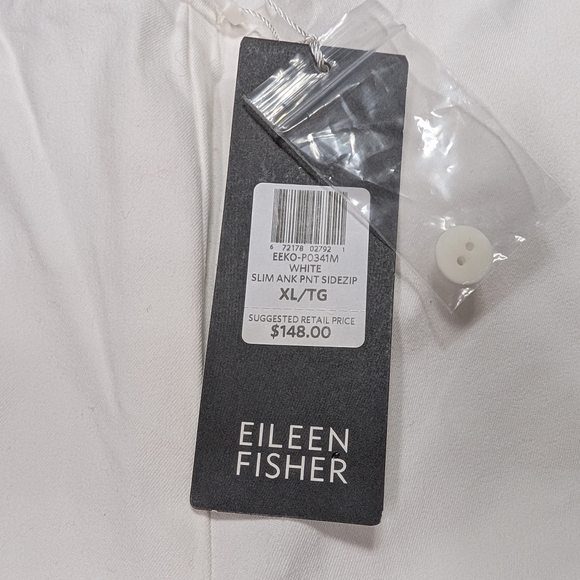 6 72178 02792 1
EEKO-P0341M
WHITE
SLIM ANK PNT SIDEZIP
XL/TG
SUGGESTED RETAIL PRICE
$148.00
EILEEN
FISHER